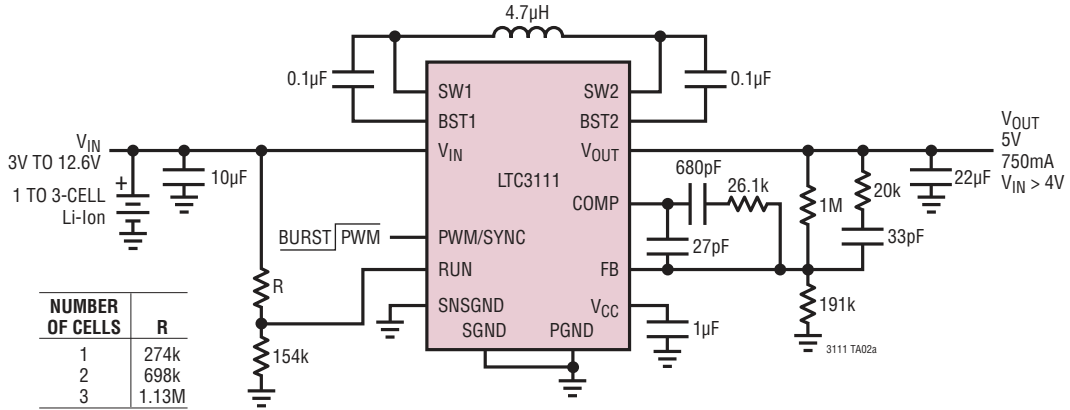 4.7µH
0.1µF
0.1µF
SW1
SW2
BST1
BST2
VIN
3V TO 12.6V
VIN
VOUT
VOUT
5V
750mA
VIN > 4V
1 TO 3-CELL
Li-Ion
+
10µF
LTC3111
680pF
26.1k
1M
20k
22µF
COMP
27pF
33pF
BURST PWM
PWM/SYNC
RUN
FB
R
SNSGND
VCC
191k
SGND
PGND
1µF
154k
3111 TA02a
NUMBER
OF CELLS R
1 274k
2 698k
3 1.13M